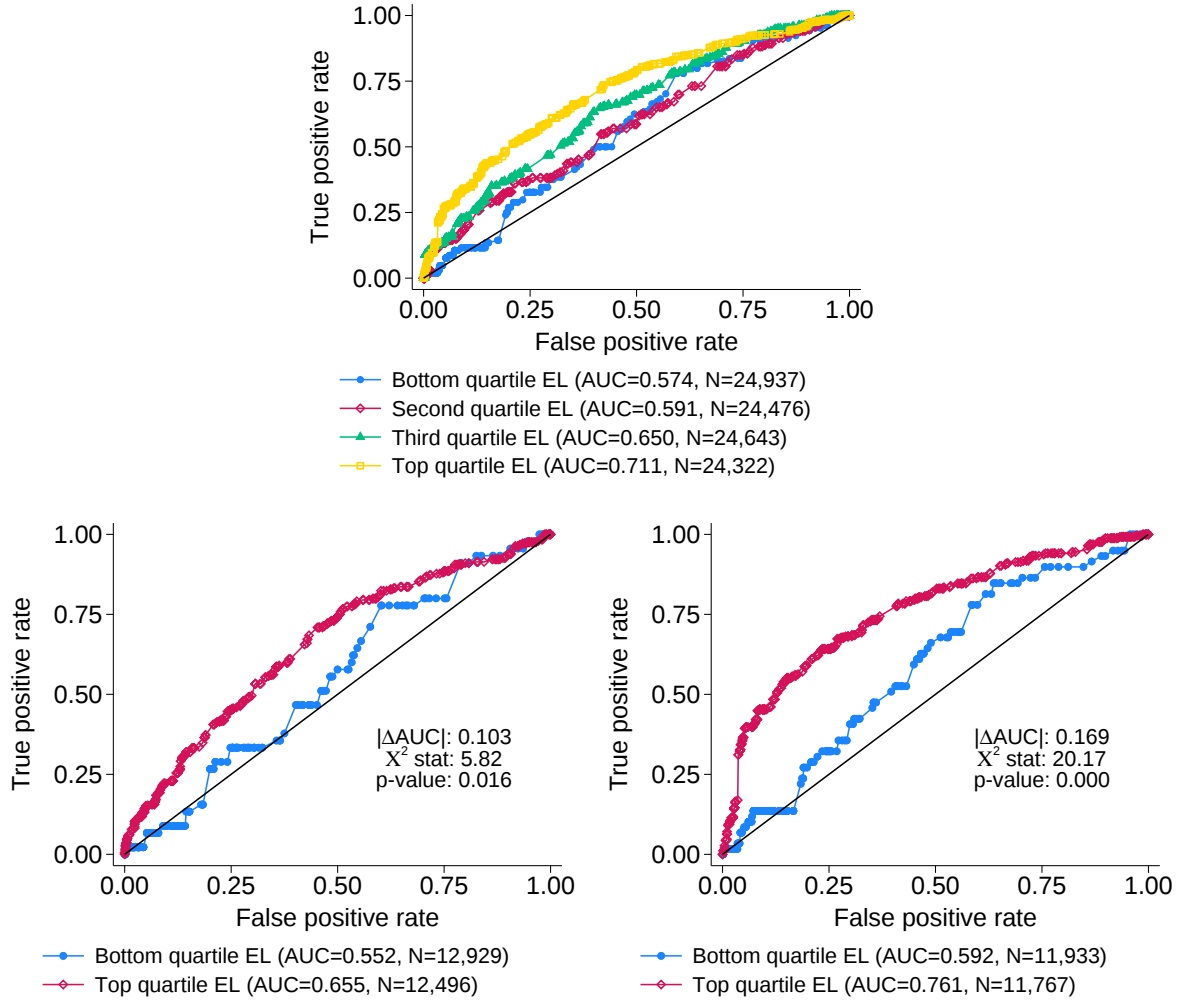 True positive rate
1.00
0.75
0.50
0.25
0.00
0.00 0.25 0.50 0.75 1.00
False positive rate
Bottom quartile EL (AUC=0.574, N=24,937)
Second quartile EL (AUC=0.591, N=24,476)
Third quartile EL (AUC=0.650, N=24,643)
Top quartile EL (AUC=0.711, N=24,322)
True positive rate
1.00
0.75
0.50
0.25
0.00
|ΔAUC|: 0.103
X² stat: 5.82
p-value: 0.016
0.00 0.25 0.50 0.75 1.00
False positive rate
Bottom quartile EL (AUC=0.552, N=12,929)
Top quartile EL (AUC=0.655, N=12,496)
True positive rate
1.00
0.75
0.50
0.25
0.00
|ΔAUC|: 0.169
X² stat: 20.17
p-value: 0.000
0.00 0.25 0.50 0.75 1.00
False positive rate
Bottom quartile EL (AUC=0.592, N=11,933)
Top quartile EL (AUC=0.761, N=11,767)